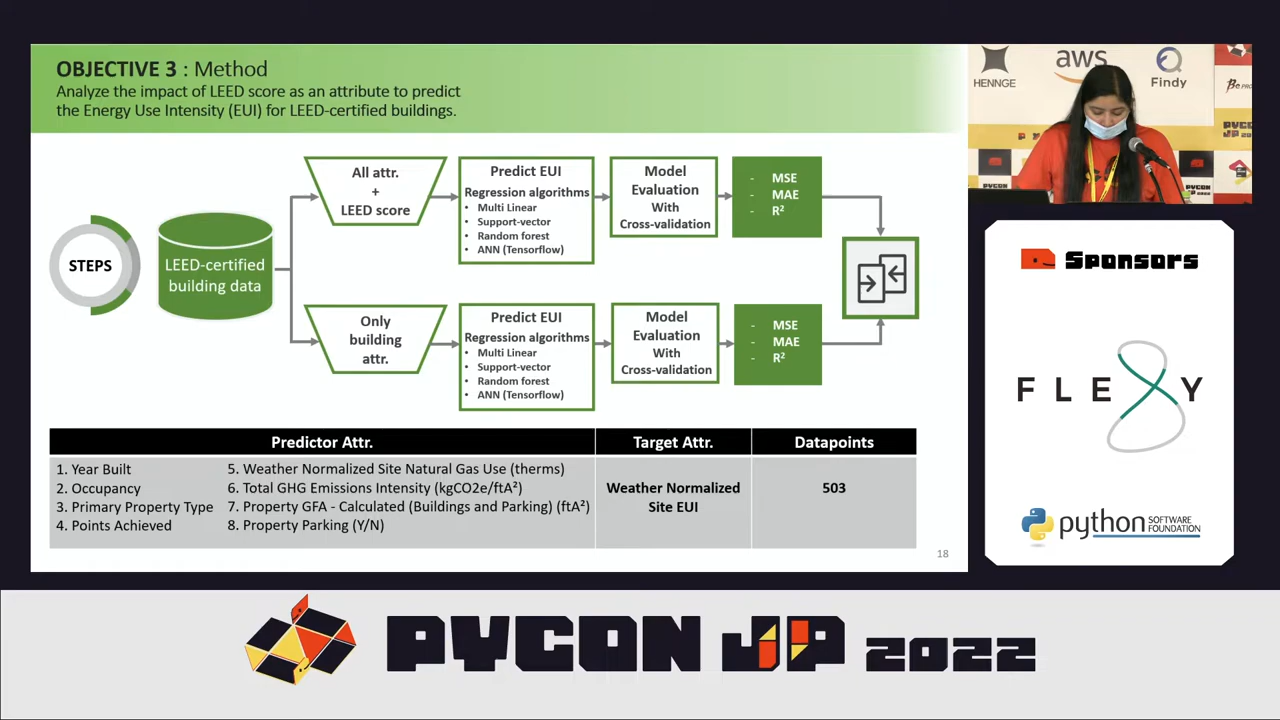 OBJECTIVE 3 : Method
Analyze the impact of LEED score as an attribute to predict
the Energy Use Intensity (EUI) for LEED-certified buildings.
STEPS
LEED-certified
building data
All attr.
+
LEED score
Predict EUI
Regression algorithms
• Multi Linear
• Support-vector
• Random forest
• ANN (Tensorflow)
Model
Evaluation
With
Cross-validation
- MSE
- MAE
- R²
Only
building
attr.
Predict EUI
Regression algorithms
• Multi Linear
• Support-vector
• Random forest
• ANN (Tensorflow)
Model
Evaluation
With
Cross-validation
- MSE
- MAE
- R²
Predictor Attr.
Target Attr.
Datapoints
1. Year Built
2. Occupancy
3. Primary Property Type
4. Points Achieved
5. Weather Normalized Site Natural Gas Use (therms)
6. Total GHG Emissions Intensity (kgCO2e/ftA²)
7. Property GFA - Calculated (Buildings and Parking) (ftA²)
8. Property Parking (Y/N)
Weather Normalized
Site EUI
503
18
HENNGE
aws
Findy
Sponsors
FLEXY
python SOFTWARE
FOUNDATION
PYCON JP 2022